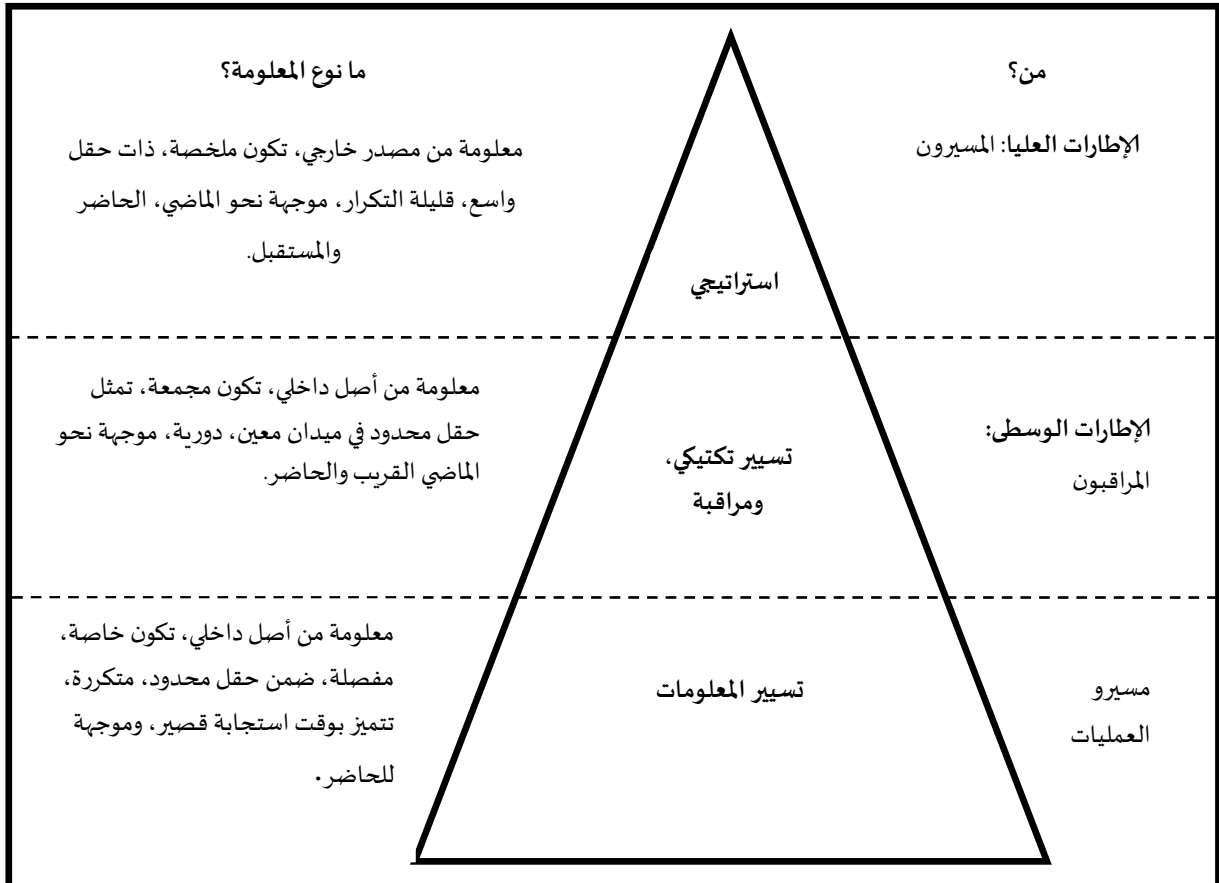 من؟
ما نوع المعلومة؟
الإطارات العليا: المسيرون
معلومة من مصدر خارجي، تكون ملخصة، ذات حقل
واسع، قليلة التكرار، موجهة نحو الماضي، الحاضر
والمستقبل.
استراتيجي
الإطارات الوسطى:
المراقبون
تسيير تكتيكي،
ومراقبة
معلومة من أصل داخلي، تكون مجمعة، تمثل
حقل محدود في ميدان معين، دورية، موجهة نحو
الماضي القريب والحاضر.
مسيرو
العمليات
تسيير المعلومات
معلومة من أصل داخلي، تكون خاصة،
مفصلة، ضمن حقل محدود، متكررة،
تتميز بوقت استجابة قصير، وموجهة
للحاضر.